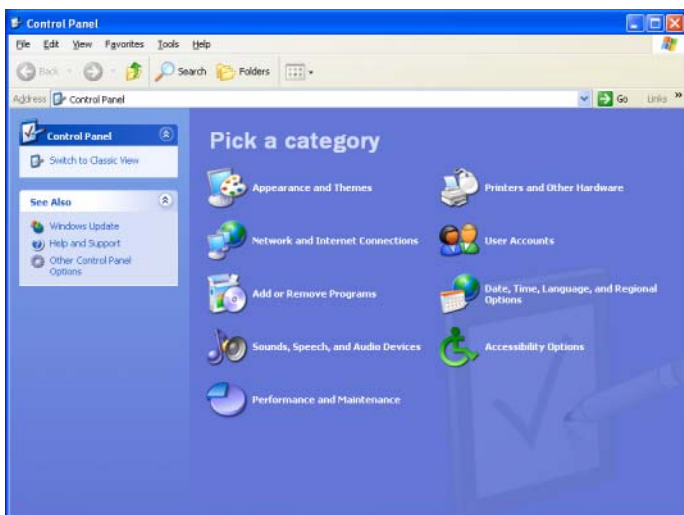 Control Panel
File Edit View Favorites Tools Help
Back Search Folders
Address Control Panel Go Links »
Control Panel
Switch to Classic View
See Also
Windows Update
Help and Support
Other Control Panel
Options
Pick a category
Appearance and Themes
Printers and Other Hardware
Network and Internet Connections
User Accounts
Add or Remove Programs
Date, Time, Language, and Regional
Options
Sounds, Speech, and Audio Devices
Accessibility Options
Performance and Maintenance